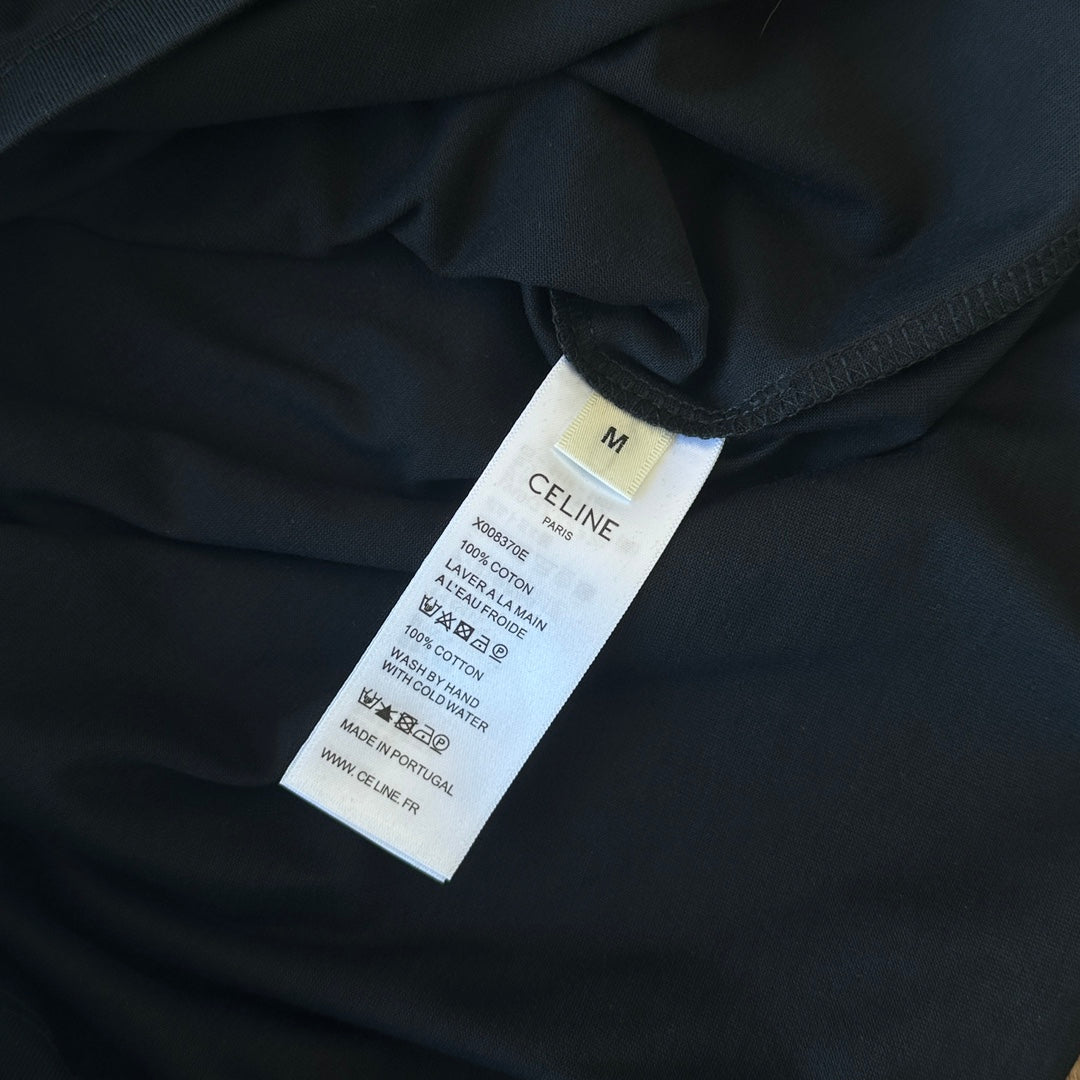 M
CELINE
PARIS
X008370E
100% COTON
LAVER A LA MAIN
A L'EAU FROIDE
P
100% COTTON
WASH BY HAND
WITH COLD WATER
P
MADE IN PORTUGAL
WWW. CELINE. FR